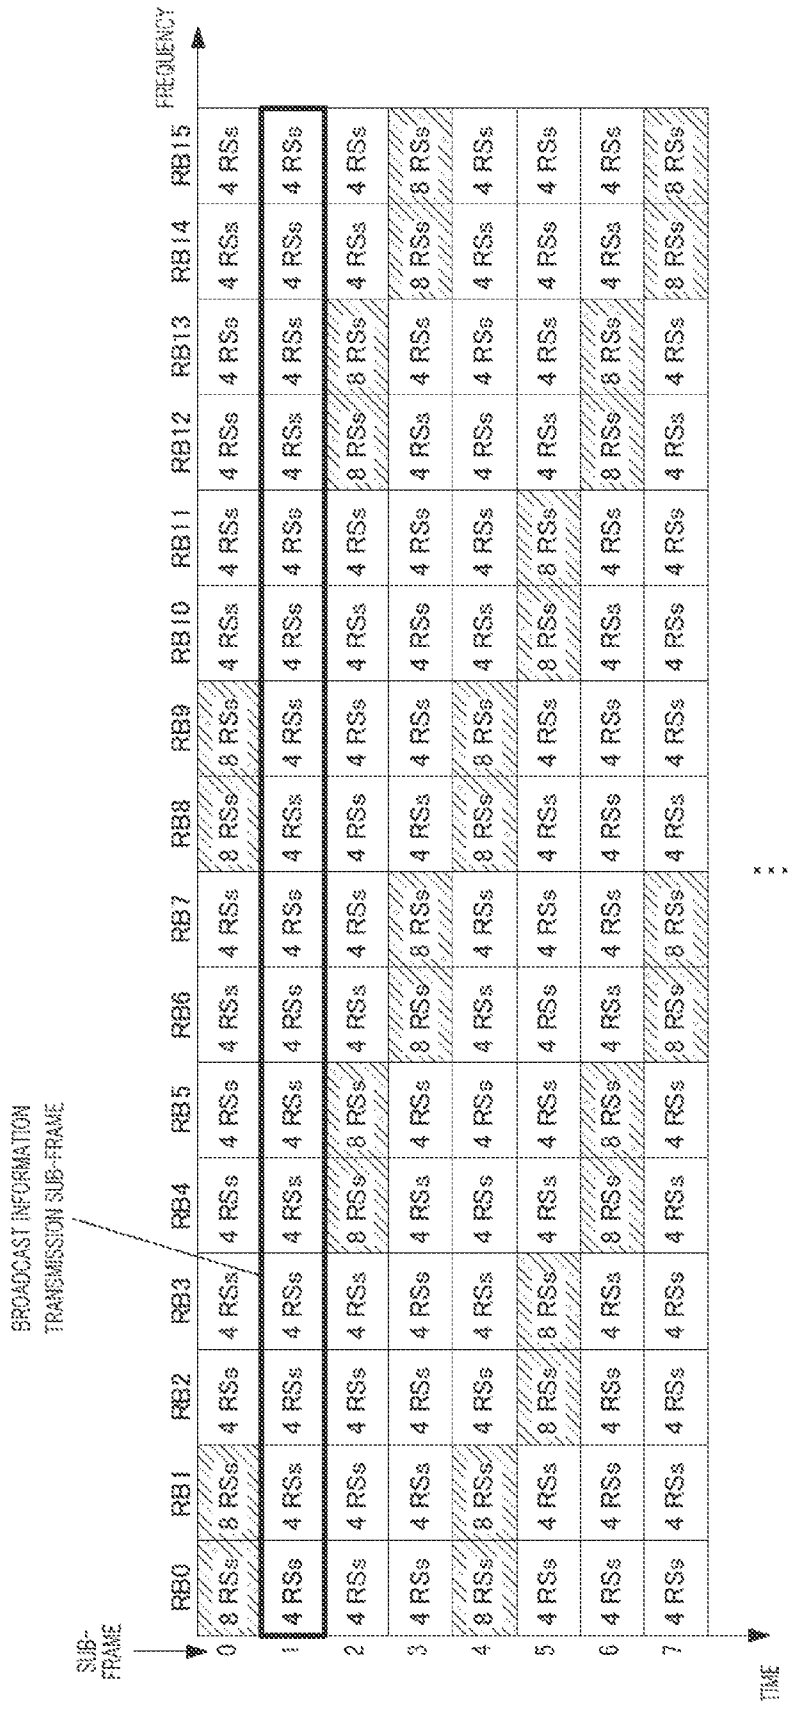 BROADCAST INFORMATION
TRANSMISSION SUB-FRAME
SUB-
FRAME
RB0 RB1 RB2 RB3 RB4 RB5 RB6 RB7 RB8 RB9 RB10 RB11 RB12 RB13 RB14 RB15
FREQUENCY
0 8 RSs 8 RSs 4 RSs 4 RSs 4 RSs 4 RSs 4 RSs 4 RSs 8 RSs 8 RSs 4 RSs 4 RSs 4 RSs 4 RSs 4 RSs 4 RSs
1 4 RSs 4 RSs 4 RSs 4 RSs 4 RSs 4 RSs 4 RSs 4 RSs 4 RSs 4 RSs 4 RSs 4 RSs 4 RSs 4 RSs 4 RSs 4 RSs
2 4 RSs 4 RSs 4 RSs 4 RSs 8 RSs 8 RSs 4 RSs 4 RSs 4 RSs 4 RSs 4 RSs 4 RSs 8 RSs 8 RSs 4 RSs 4 RSs
3 4 RSs 4 RSs 4 RSs 4 RSs 4 RSs 4 RSs 8 RSs 8 RSs 4 RSs 4 RSs 4 RSs 4 RSs 4 RSs 4 RSs 8 RSs 8 RSs
4 8 RSs 8 RSs 4 RSs 4 RSs 4 RSs 4 RSs 4 RSs 4 RSs 8 RSs 8 RSs 4 RSs 4 RSs 4 RSs 4 RSs 4 RSs 4 RSs
5 4 RSs 4 RSs 8 RSs 8 RSs 4 RSs 4 RSs 4 RSs 4 RSs 4 RSs 4 RSs 8 RSs 8 RSs 4 RSs 4 RSs 4 RSs 4 RSs
6 4 RSs 4 RSs 4 RSs 4 RSs 8 RSs 8 RSs 4 RSs 4 RSs 4 RSs 4 RSs 4 RSs 4 RSs 8 RSs 8 RSs 4 RSs 4 RSs
7 4 RSs 4 RSs 4 RSs 4 RSs 4 RSs 4 RSs 8 RSs 8 RSs 4 RSs 4 RSs 4 RSs 4 RSs 4 RSs 4 RSs 8 RSs 8 RSs
TIME